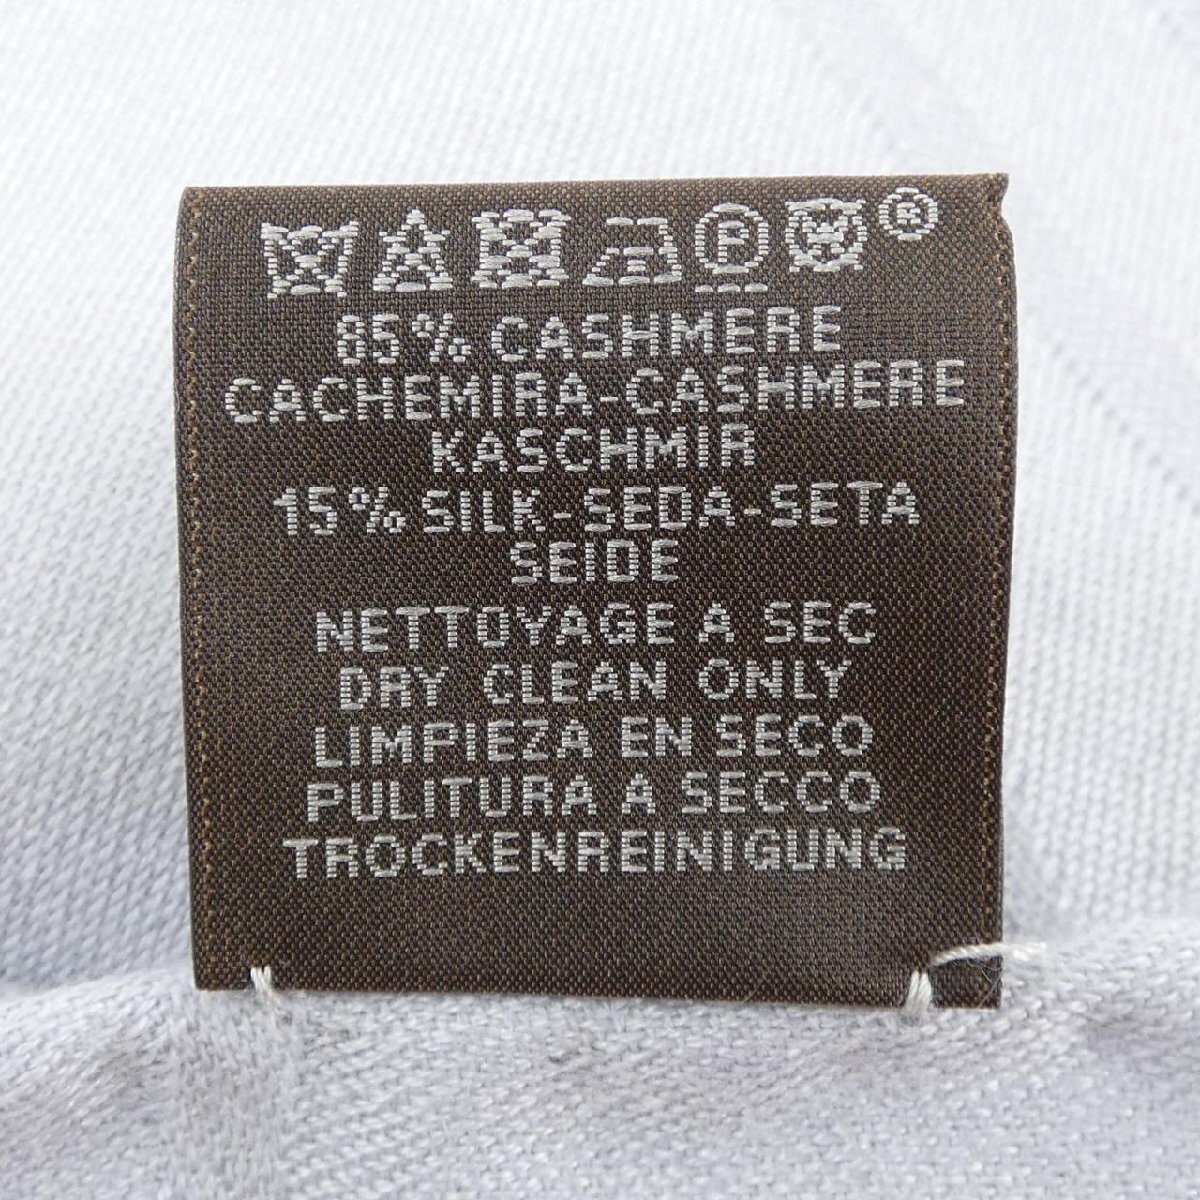 P W ®
85% CASHMERE
CACHEMIRA-CASHMERE
KASCHMIR
15% SILK-SEDA-SETA
SEIDE
NETTOYAGE A SEC
DRY CLEAN ONLY
LIMPIEZA EN SECO
PULITURA A SECCO
TROCKENREINIGUNG